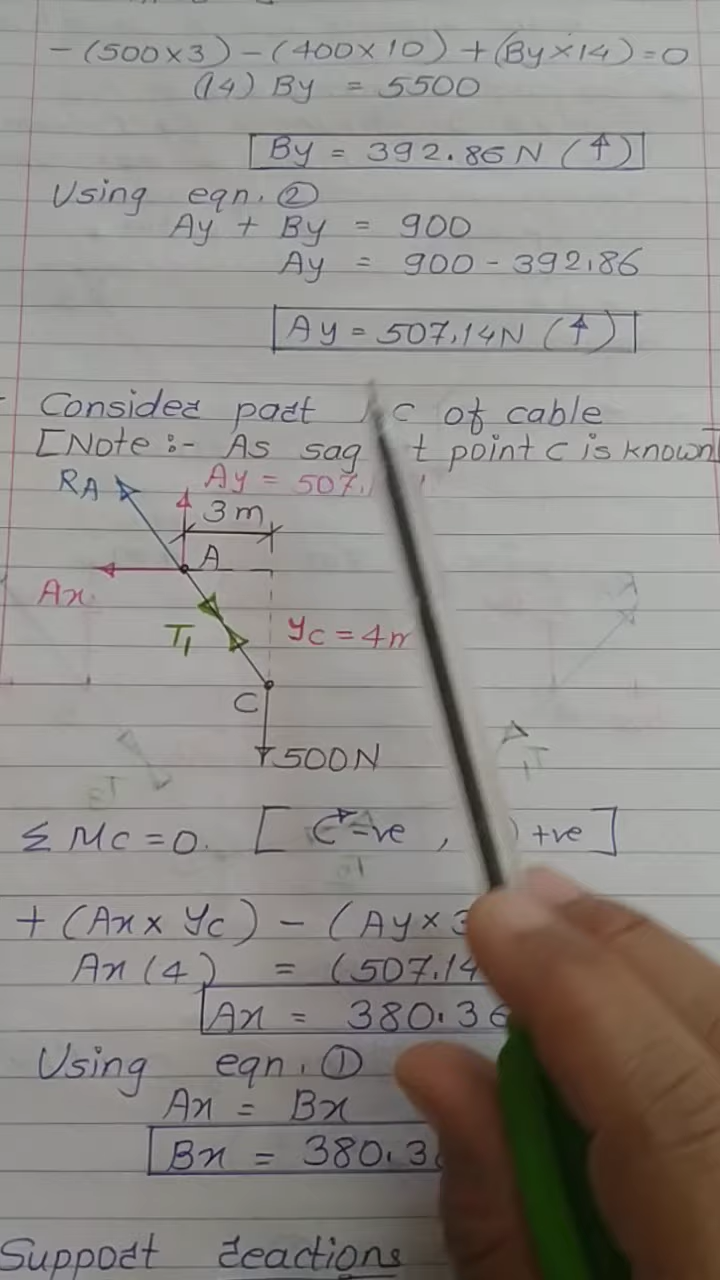 -(500×3)-(400×10)+(By×14)=0
(14) By = 5500
By = 392.86 N (↑)
Using eqn. ②
Ay + By = 900
Ay = 900 - 392.86
Ay = 507.14N (↑)
Consider part C of cable
[Note :- As sag t point C is known]
RA
Ay = 507.
3 m
A
Ax
T1
yc = 4m
C
500N
T1
Σ Mc = 0. [ -ve , ) +ve ]
+ (Ax × yc) - (Ay × 3
Ax (4) = (507.14
Ax = 380.36
Using eqn. ①
Ax = Bx
Bx = 380.3
Support reactions